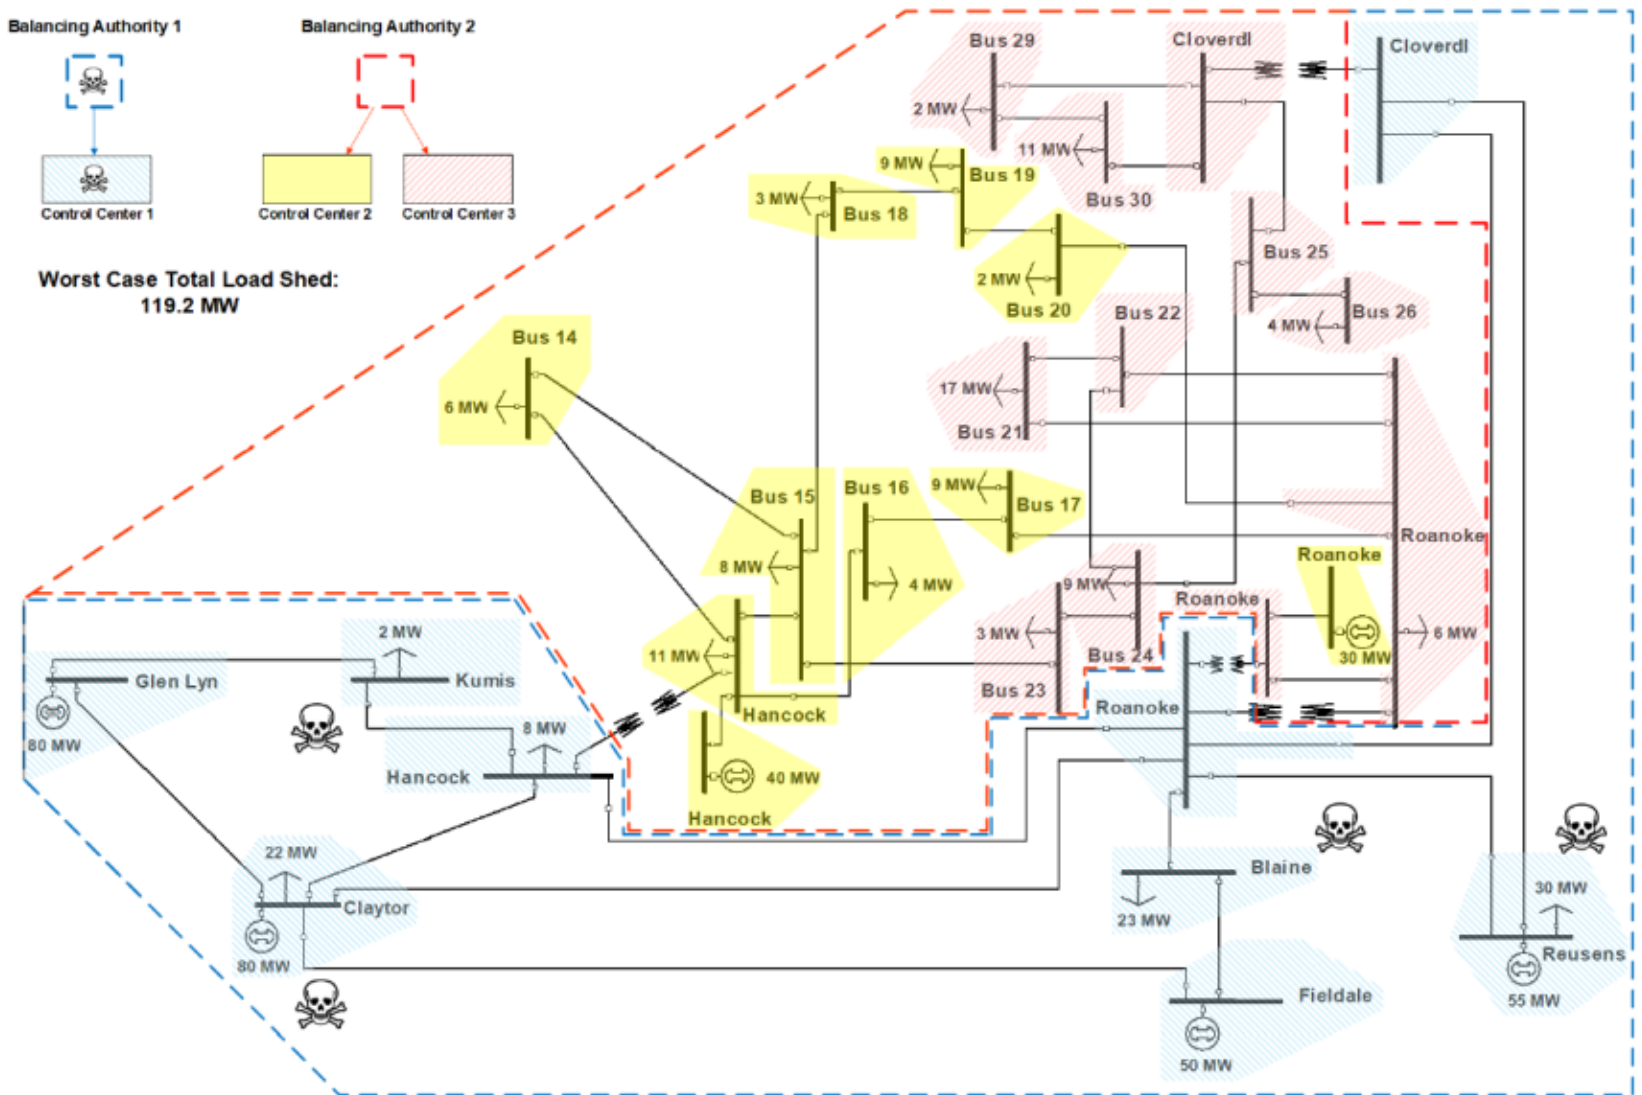 Balancing Authority 1
Balancing Authority 2
Control Center 1
Control Center 2
Control Center 3
Worst Case Total Load Shed:
119.2 MW
Bus 29
2 MW
Cloverdl
Cloverdl
11 MW
Bus 30
9 MW
Bus 19
3 MW
Bus 18
2 MW
Bus 20
Bus 25
Bus 26
4 MW
Bus 22
17 MW
Bus 21
Bus 14
6 MW
Bus 15
8 MW
Bus 16
4 MW
9 MW
Bus 17
Roanoke
Roanoke
30 MW
6 MW
Roanoke
9 MW
Bus 24
3 MW
Bus 23
Roanoke
11 MW
Hancock
40 MW
Hancock
2 MW
Glen Lyn
Kumis
80 MW
8 MW
Hancock
22 MW
Claytor
80 MW
Blaine
23 MW
30 MW
Reusens
55 MW
Fieldale
50 MW